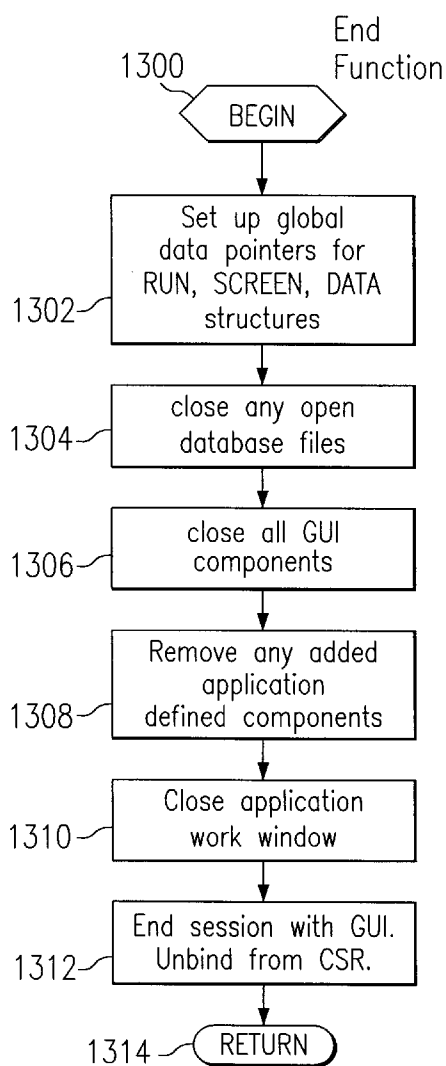 End
Function
1300
BEGIN
Set up global
data pointers for
RUN, SCREEN, DATA
structures
1302
close any open
database files
1304
close all GUI
components
1306
Remove any added
application
defined components
1308
Close application
work window
1310
End session with GUI.
Unbind from CSR.
1312
RETURN
1314